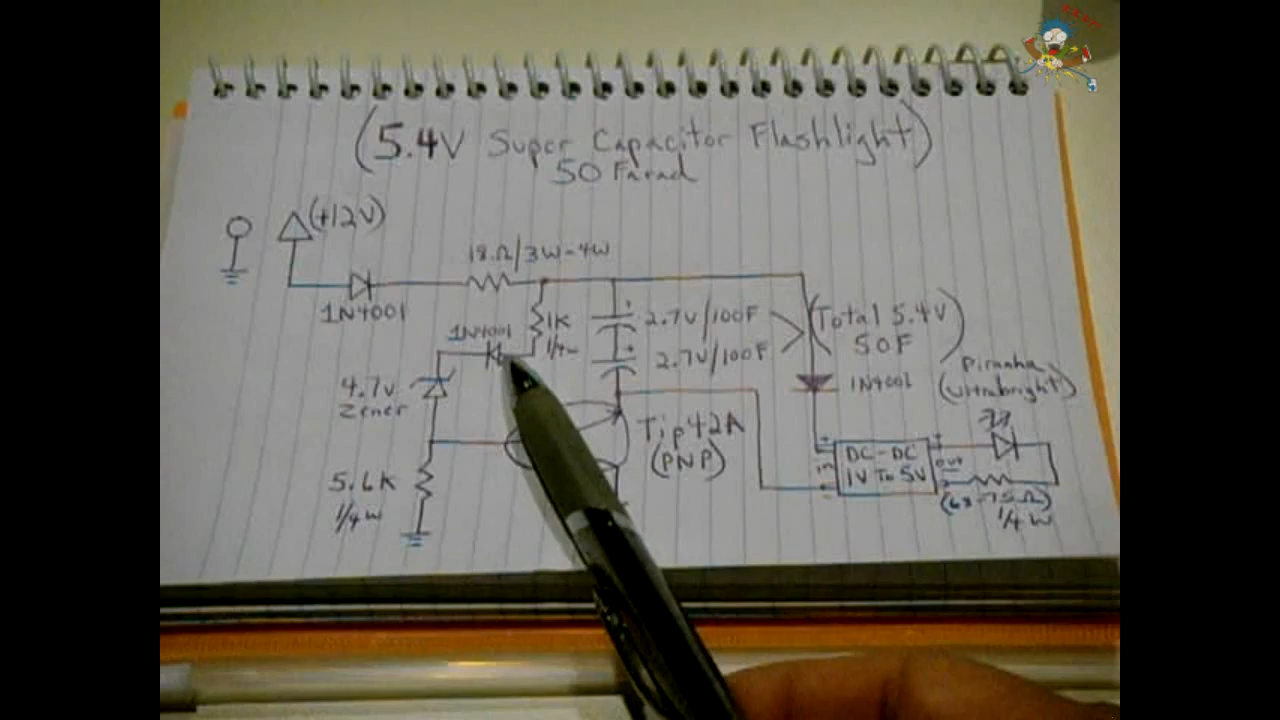 (5.4V Super Capacitor Flashlight)
50 Farad
(+12V)
18Ω/3W-4W
1N4001
1N4001
1K
1/4w
2.7V/100F
2.7V/100F
(Total 5.4V)
50F
4.7v
Zener
1N4001
Piranha
(Ultrabright)
Tip42A
(PNP)
+
in
-
DC-DC
1V To 5V
+
out
-
5.6K
1/4W
(68-75Ω)
1/4W